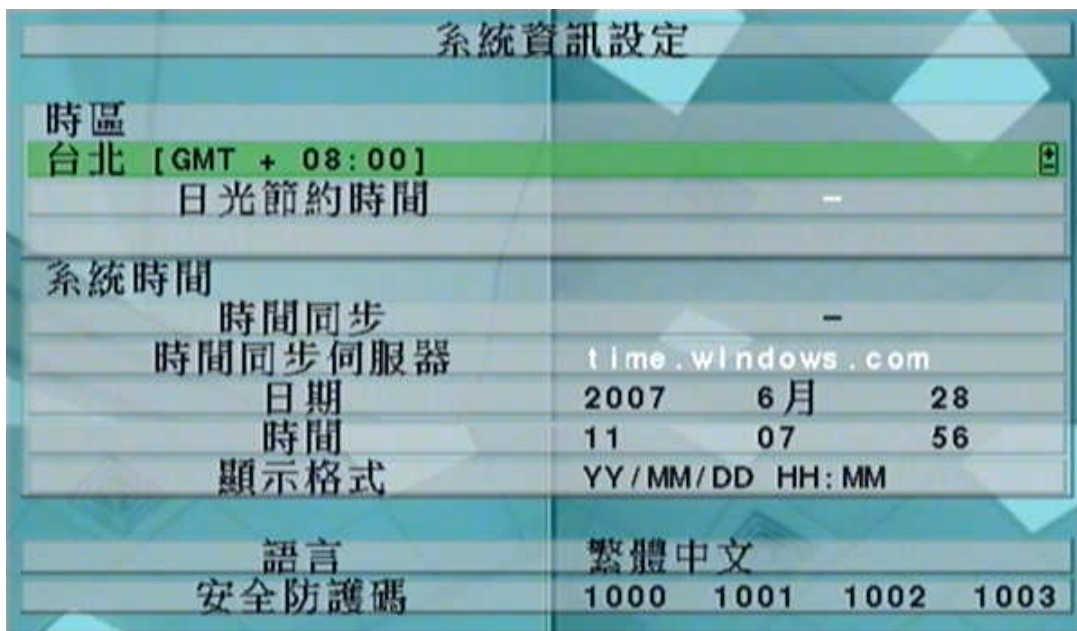 系統資訊設定
時區
台北 [GMT + 08:00]
日光節約時間 –
系統時間
時間同步 –
時間同步伺服器 time.windows.com
日期 2007 6月 28
時間 11 07 56
顯示格式 YY/MM/DD HH:MM
語言 繁體中文
安全防護碼 1000 1001 1002 1003